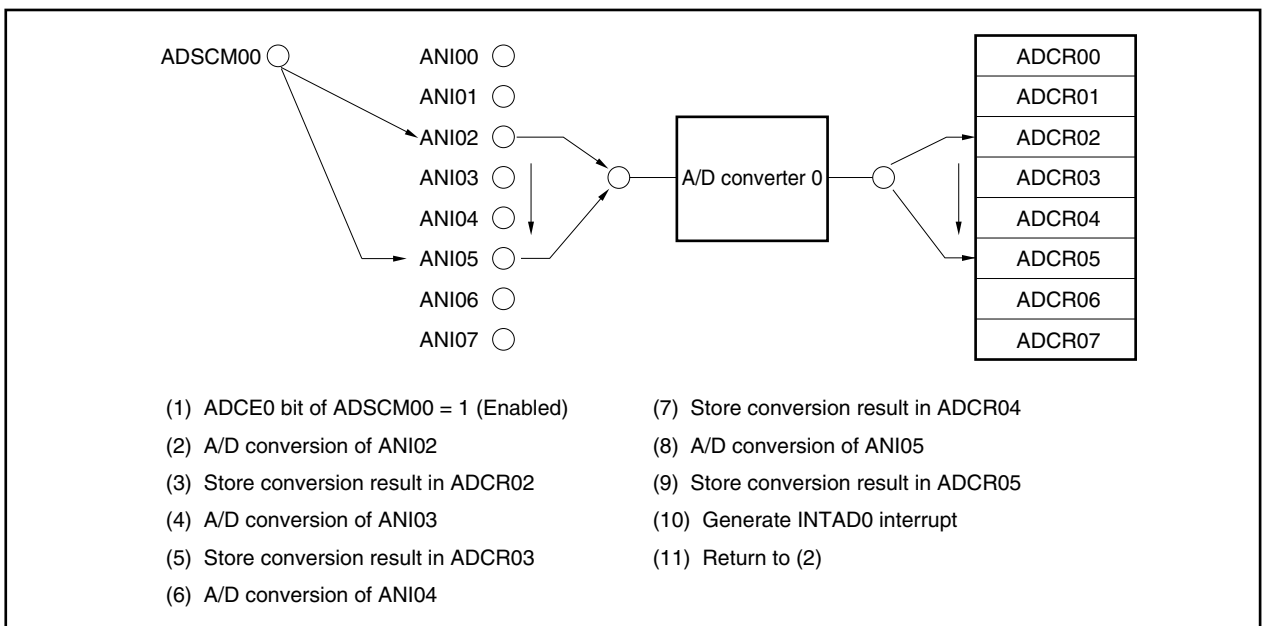 ADSCM00
ANI00
ANI01
ANI02
ANI03
ANI04
ANI05
ANI06
ANI07
A/D converter 0
ADCR00
ADCR01
ADCR02
ADCR03
ADCR04
ADCR05
ADCR06
ADCR07
(1) ADCE0 bit of ADSCM00 = 1 (Enabled)
(2) A/D conversion of ANI02
(3) Store conversion result in ADCR02
(4) A/D conversion of ANI03
(5) Store conversion result in ADCR03
(6) A/D conversion of ANI04
(7) Store conversion result in ADCR04
(8) A/D conversion of ANI05
(9) Store conversion result in ADCR05
(10) Generate INTAD0 interrupt
(11) Return to (2)